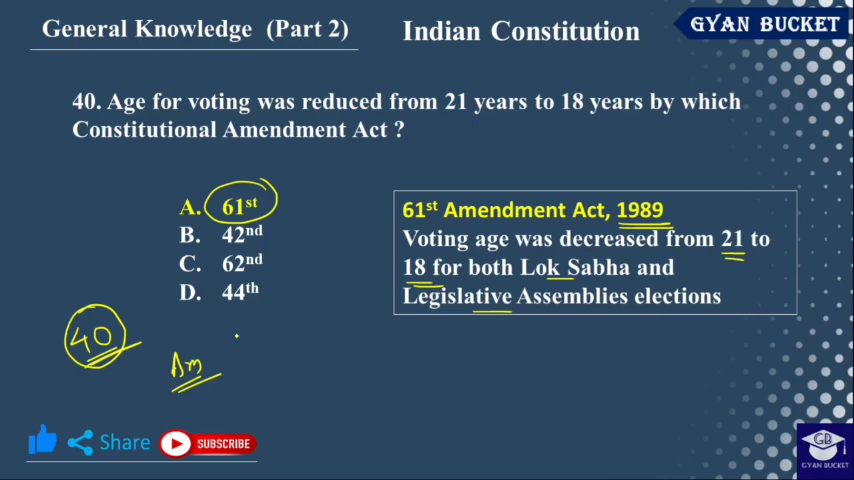 General Knowledge (Part 2)
Indian Constitution
GYAN BUCKET
40. Age for voting was reduced from 21 years to 18 years by which
Constitutional Amendment Act ?
A. 61st
B. 42nd
C. 62nd
D. 44th
61st Amendment Act, 1989
Voting age was decreased from 21 to
18 for both Lok Sabha and
Legislative Assemblies elections
40
Am
Share
SUBSCRIBE
GB
GYAN BUCKET